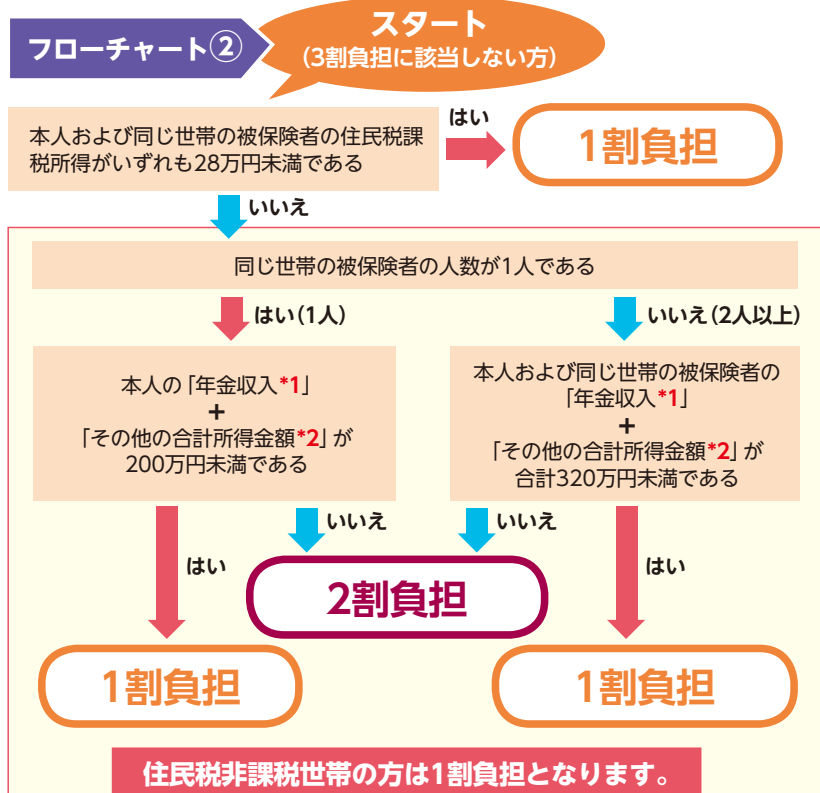 フローチャート②
スタート
(3割負担に該当しない方)
本人および同じ世帯の被保険者の住民税課
税所得がいずれも28万円未満である
はい
1割負担
いいえ
同じ世帯の被保険者の人数が1人である
はい(1人)
いいえ(2人以上)
本人の「年金収入*1」
+
「その他の合計所得金額*2」が
200万円未満である
本人および同じ世帯の被保険者の
「年金収入*1」
+
「その他の合計所得金額*2」が
合計320万円未満である
いいえ
いいえ
はい
はい
2割負担
1割負担
1割負担
住民税非課税世帯の方は1割負担となります。